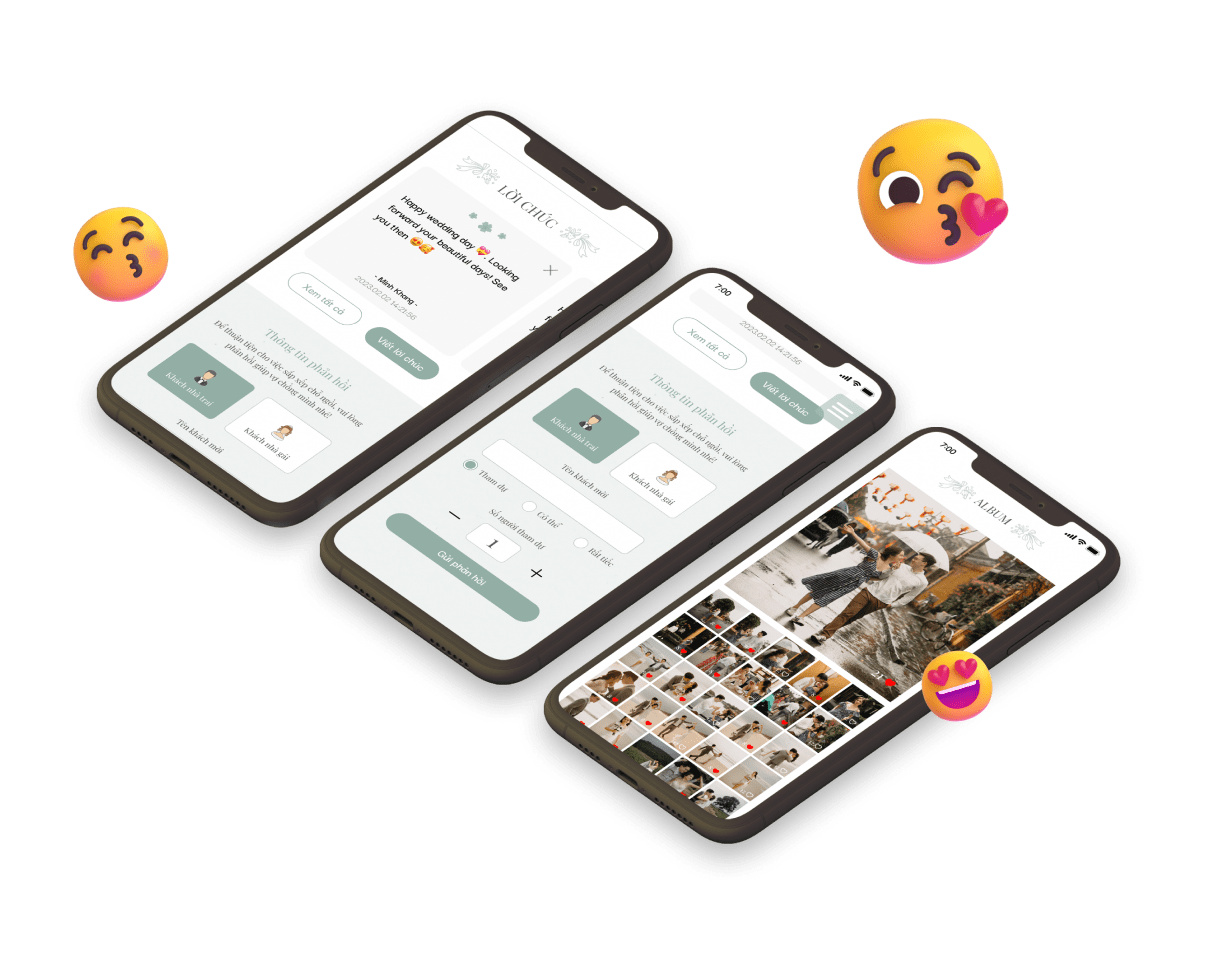 LỜI CHÚC
Happy wedding day 💝. Looking
forward your beautiful days! See
you then 😍🥰
- Minh Khang -
2023.02.02 14:21:56
Xem tất cả
Viết lời chúc
Thông tin phản hồi
Để thuận tiện cho việc sắp xếp chỗ ngồi, vui lòng
phản hồi giúp vợ chồng mình nhé!
Khách nhà trai
Khách nhà gái
Tên khách mời
7:00
2023.02.02 14:21:56
Xem tất cả
Viết lời chúc
Thông tin phản hồi
Để thuận tiện cho việc sắp xếp chỗ ngồi, vui lòng
phản hồi giúp vợ chồng mình nhé!
Khách nhà trai
Khách nhà gái
Tên khách mời
Tham dự
Có thể
Rất tiếc
Số người tham dự
1
Gửi phản hồi
7:00
ALBUM
21